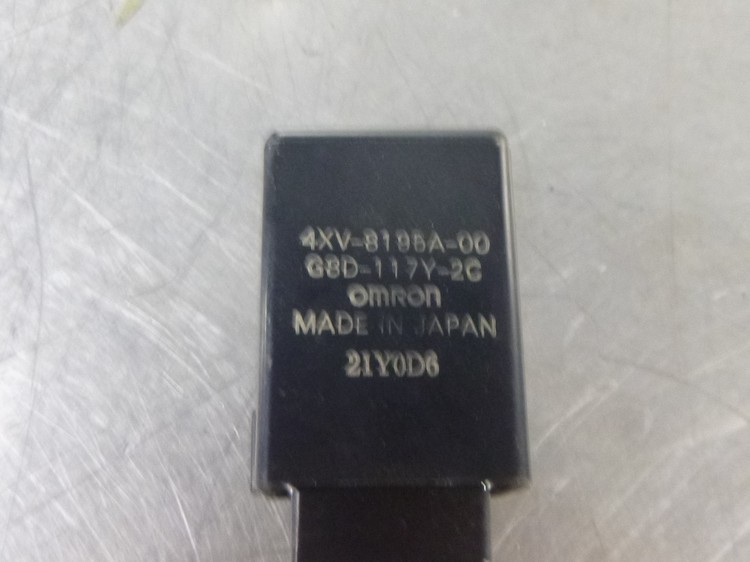 4XV-8195A-00
G8D-117Y-2C
omron
MADE IN JAPAN
21Y0D6